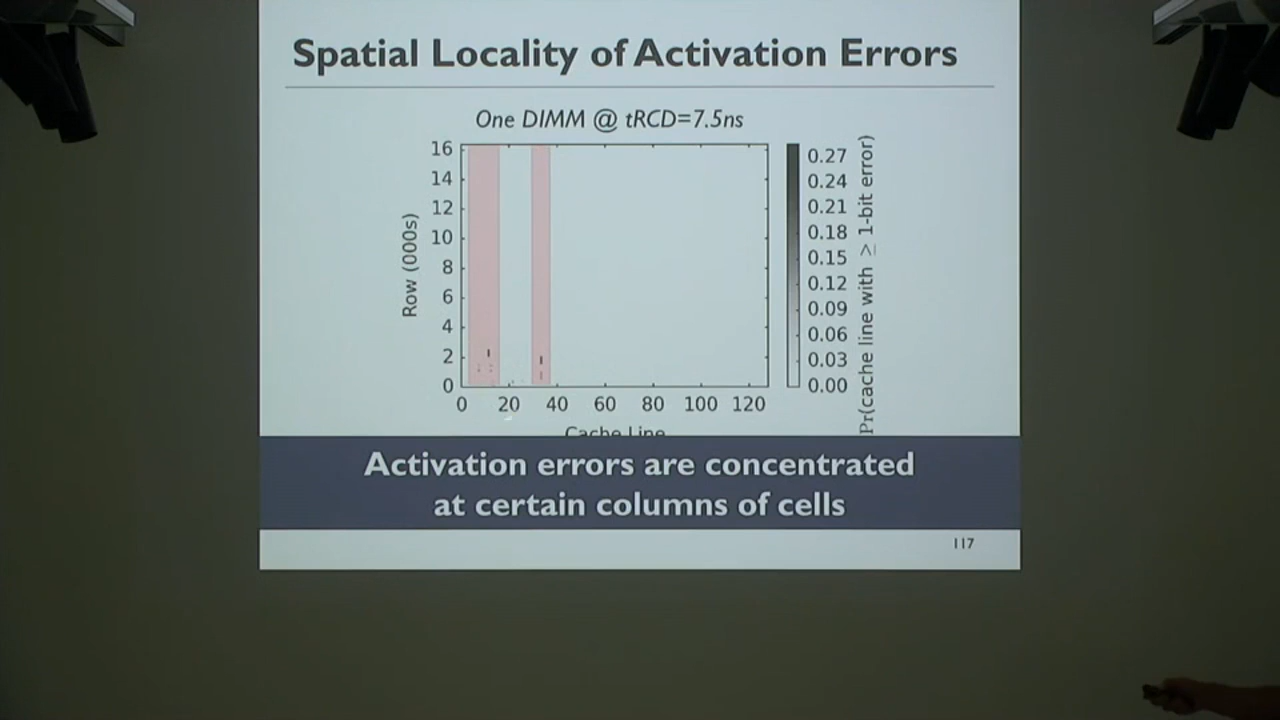 Spatial Locality of Activation Errors
One DIMM @ tRCD=7.5ns
Row (000s)
16
14
12
10
8
6
4
2
0
0 20 40 60 80 100 120
Cache Line
0.27
0.24
0.21
0.18
0.15
0.12
0.09
0.06
0.03
0.00
Pr(cache line with ≥ 1-bit error)
Activation errors are concentrated
at certain columns of cells
117